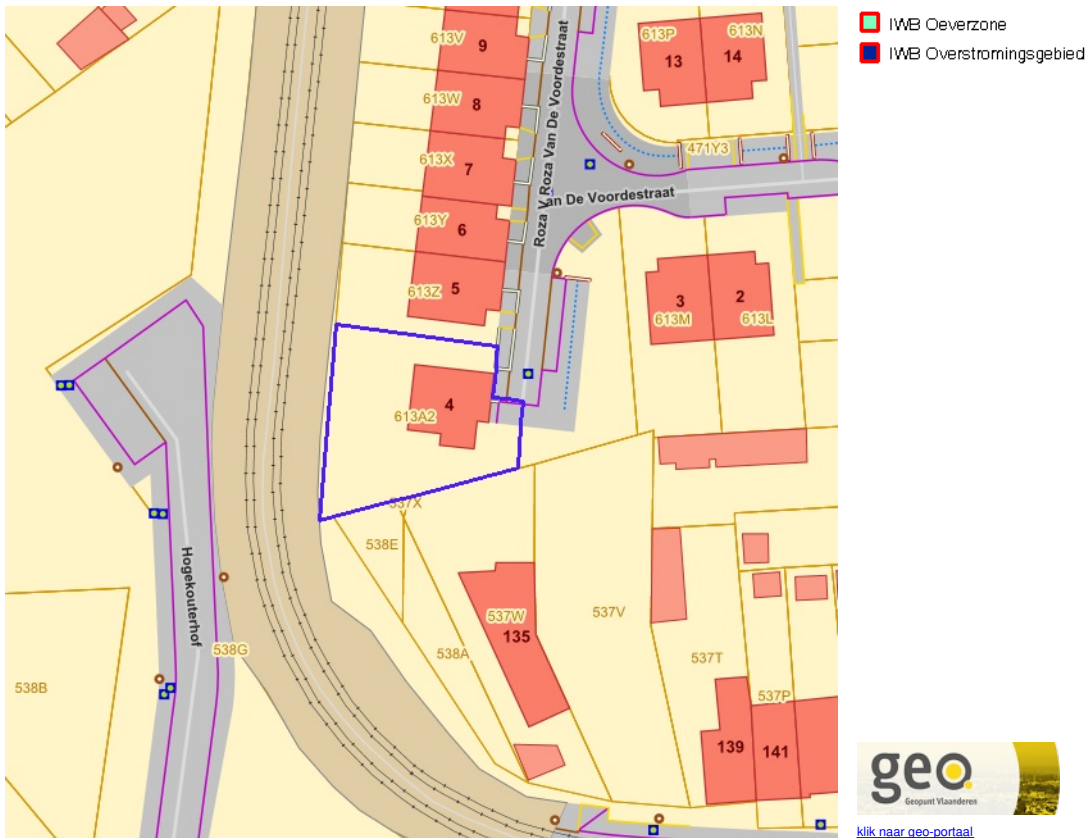 IWB Oeverzone
IWB Overstromingsgebied
613V
9
613W
8
613X
7
613Y
6
613Z
5
613A2
4
Roza V
Roza Van De Voordestraat
an De Voordestraat
613P
13
613N
14
471Y3
3
613M
2
613L
537X
538E
537W
135
538A
537V
537T
537P
139
141
Hogekouterhof
538G
538B
geo
Geopunt Vlaanderen
klik naar geo-portaal